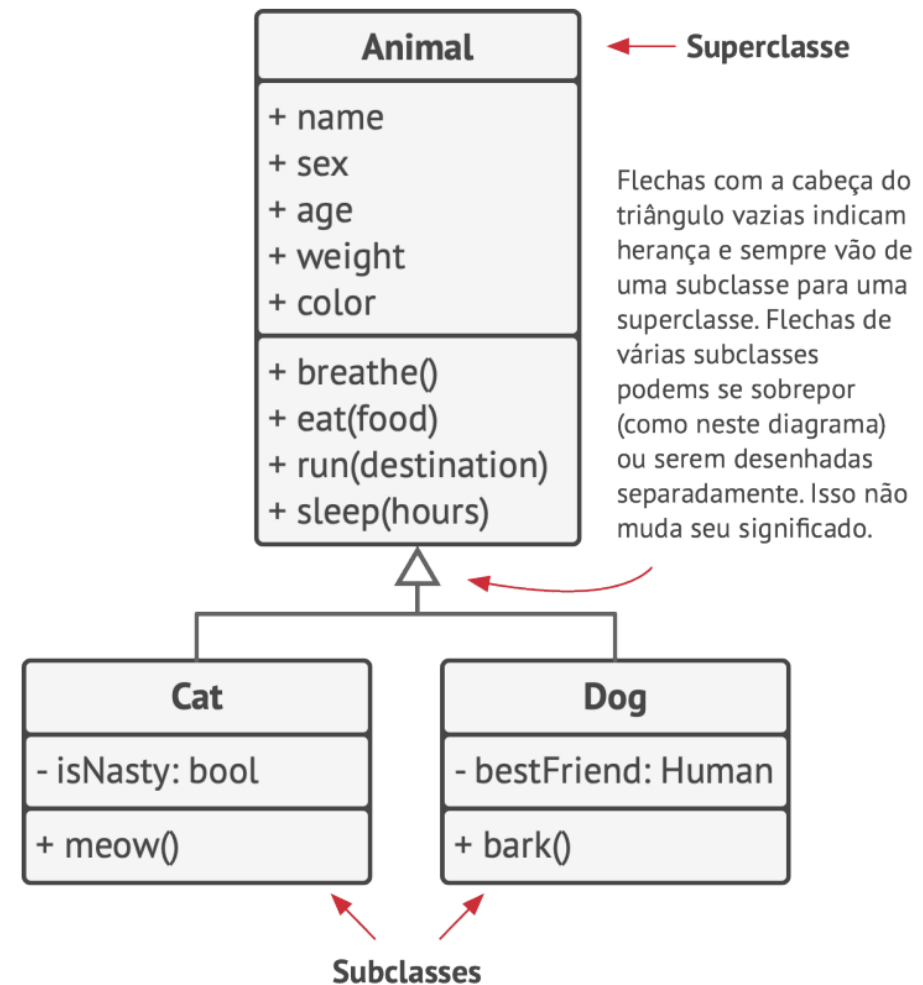 Animal
Superclasse
+ name
+ sex
+ age
+ weight
+ color
+ breathe()
+ eat(food)
+ run(destination)
+ sleep(hours)
Flechas com a cabeça do
triângulo vazias indicam
herança e sempre vão de
uma subclasse para uma
superclasse. Flechas de
várias subclasses
podems se sobrepor
(como neste diagrama)
ou serem desenhadas
separadamente. Isso não
muda seu significado.
Cat
- isNasty: bool
+ meow()
Dog
- bestFriend: Human
+ bark()
Subclasses